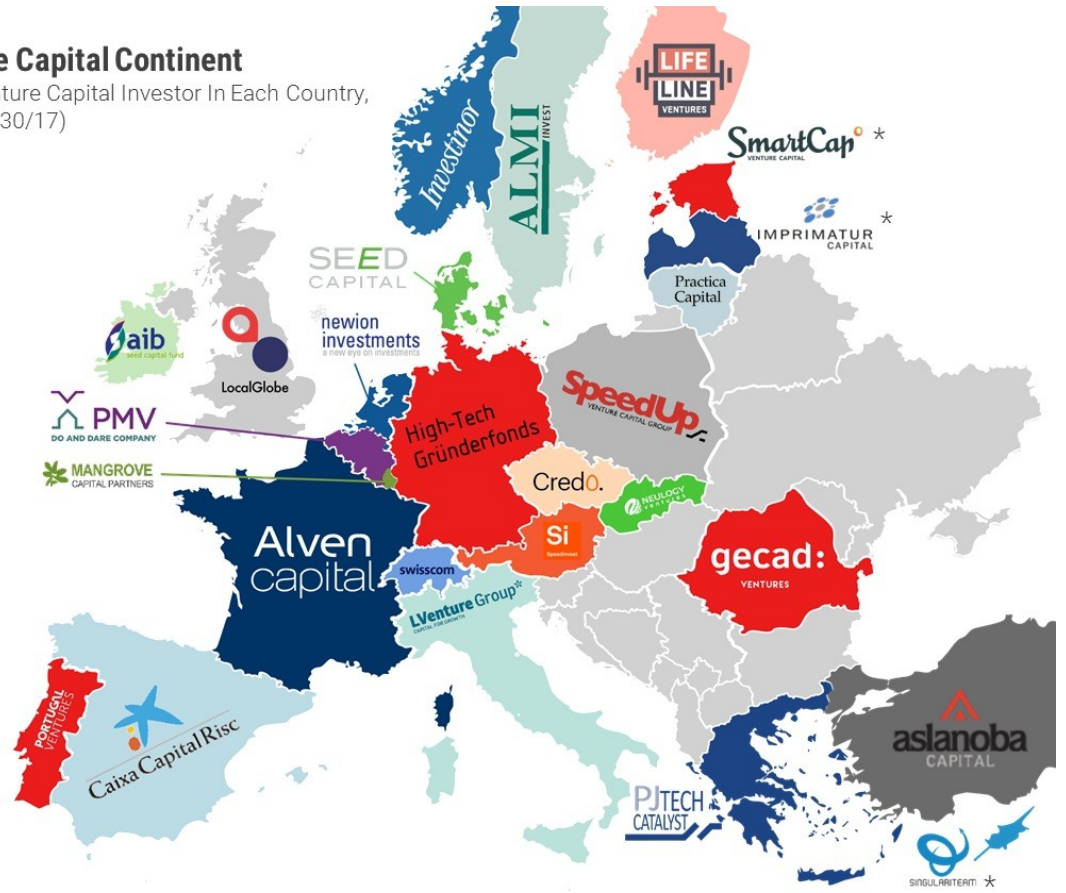 e Capital Continent
ture Capital Investor In Each Country,
30/17)
LIFE
LINE
VENTURES
Investinor
ALMI INVEST
SmartCap *
VENTURE CAPITAL
IMPRIMATUR *
CAPITAL
SEED
CAPITAL
Practica
Capital
newion
investments
a new eye on investments
aib
seed capital fund
LocalGlobe
PMV
DO AND DARE COMPANY
MANGROVE
CAPITAL PARTNERS
High-Tech
Gründerfonds
SpeedUp
VENTURE CAPITAL GROUP
Credo.
NEULOGY
ventures
Si
Speedinvest
Alven
capital
swisscom
LVenture Group*
CAPITAL FOR GROWTH
gecad:
VENTURES
PORTUGAL
VENTURES
Caixa Capital Risc
aslanoba
CAPITAL
PJTECH
CATALYST
SINGULARITEAM *